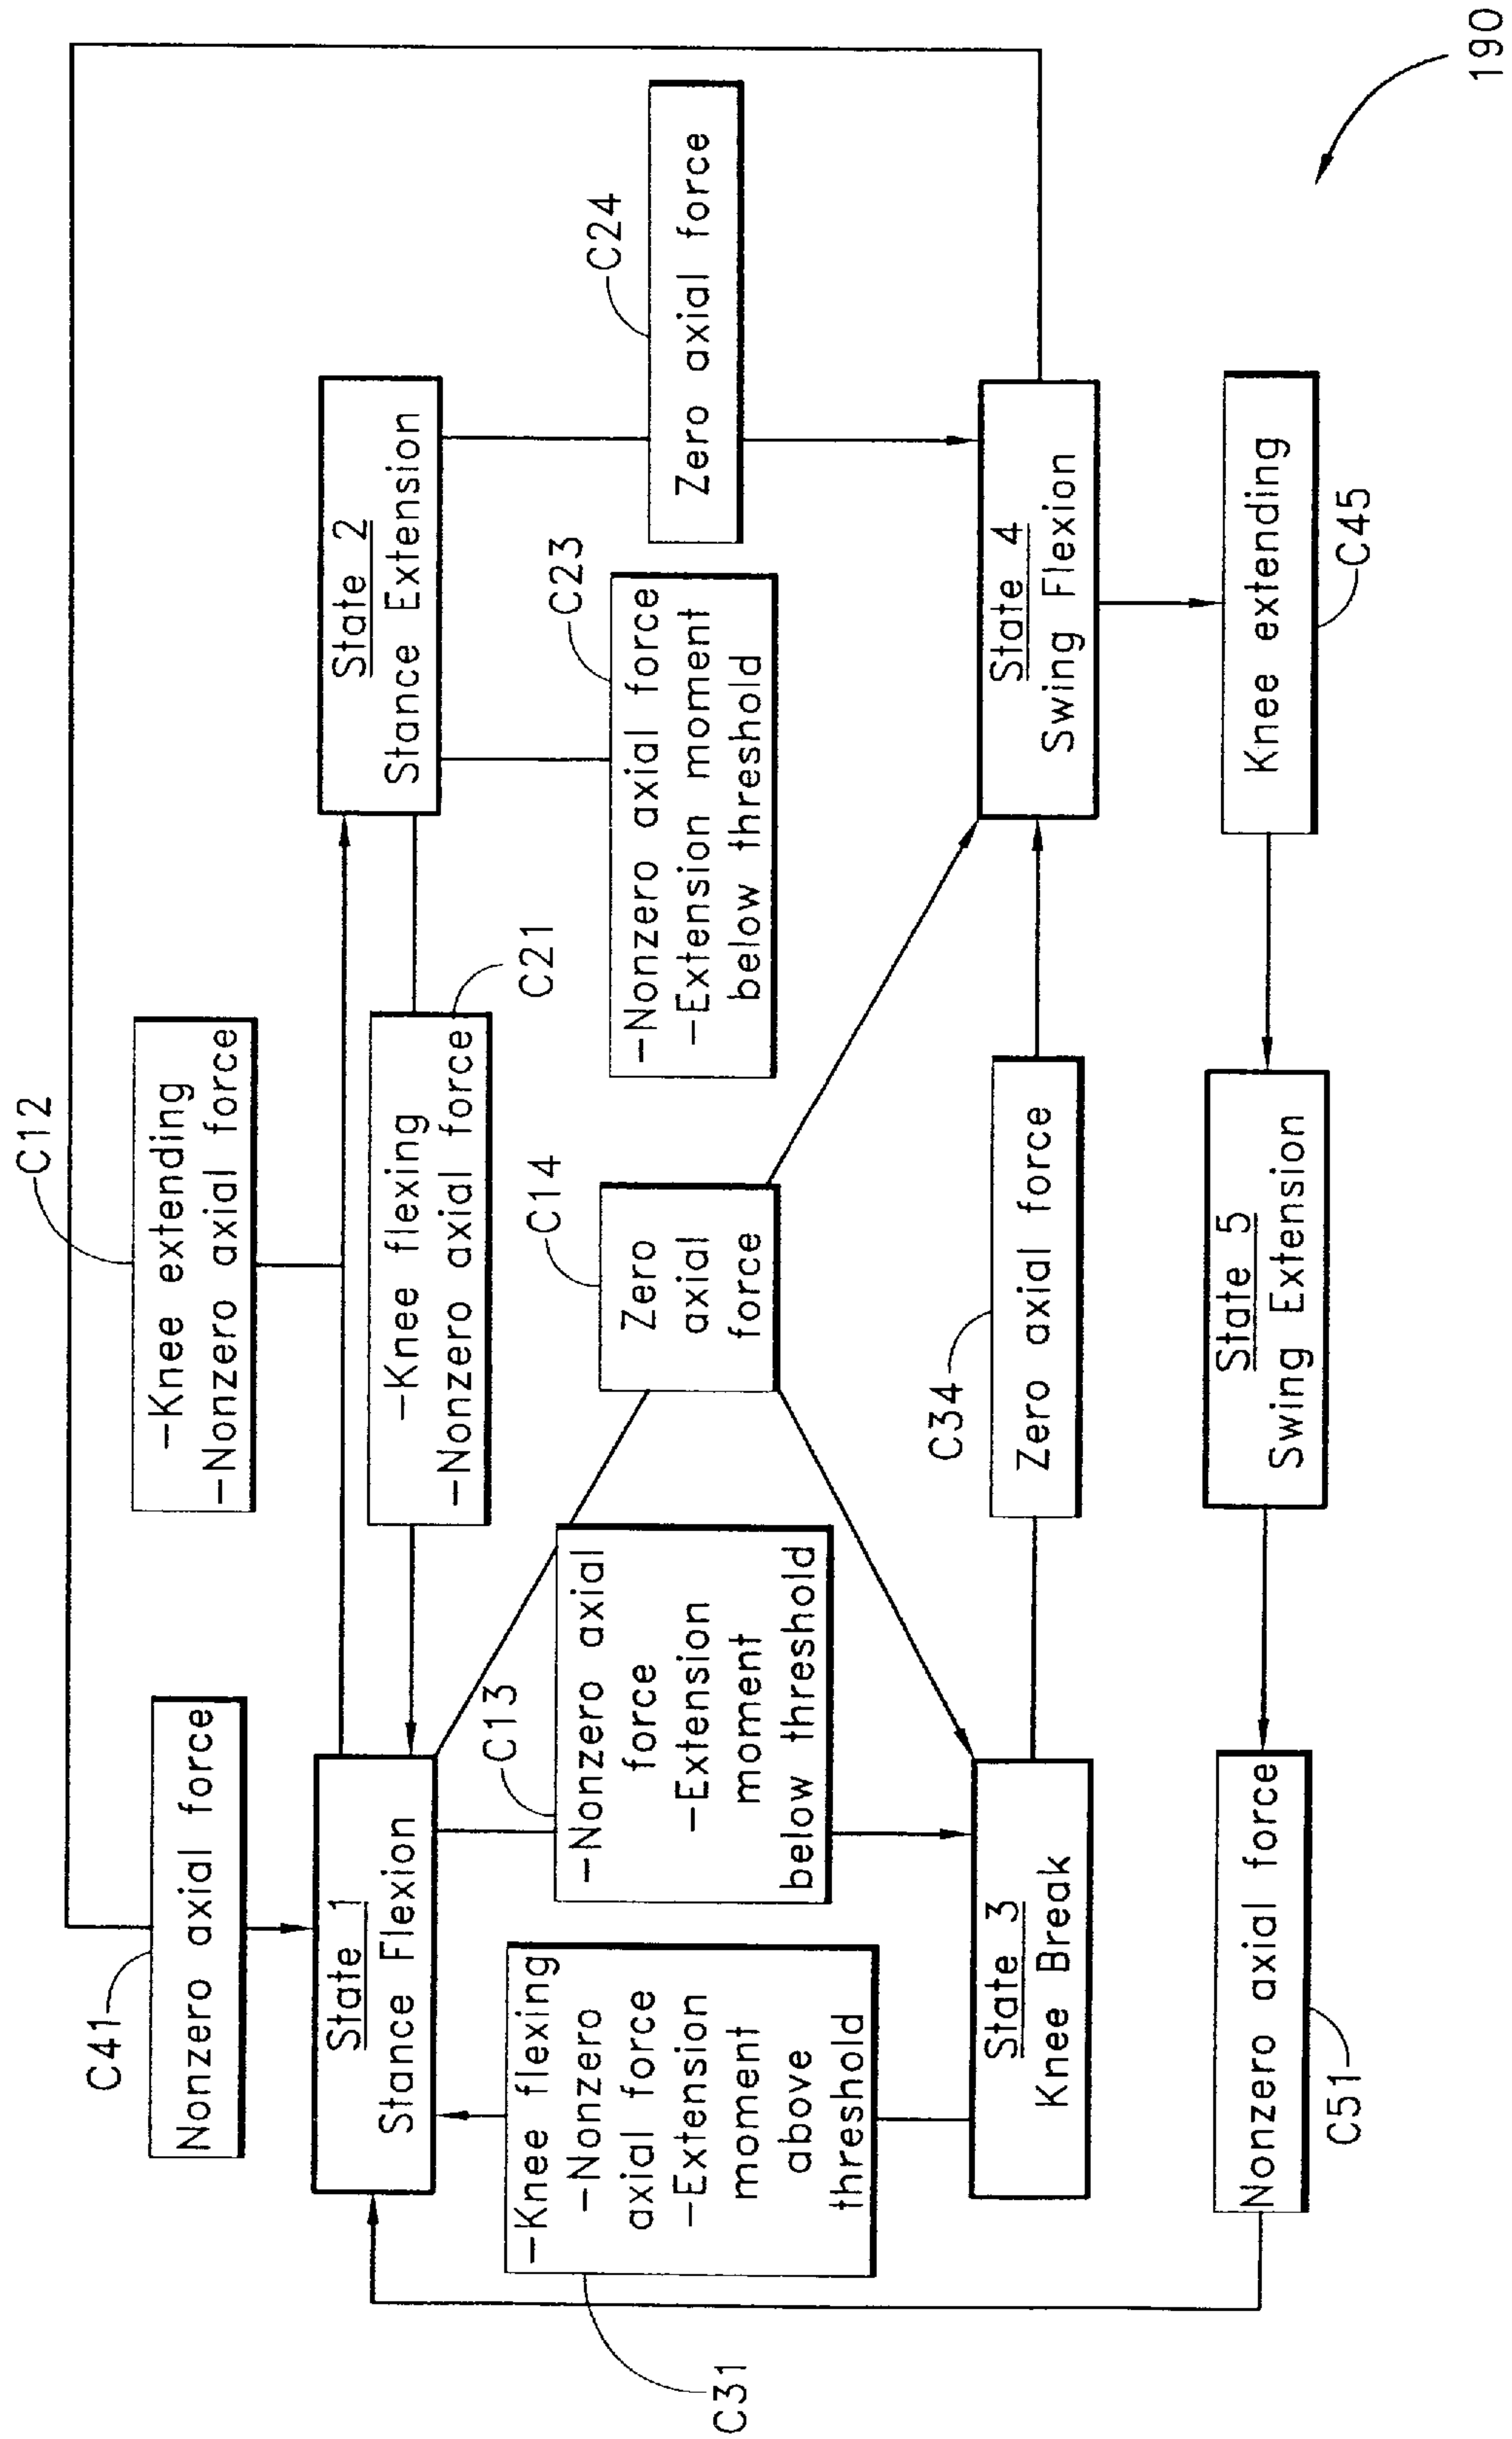 C12
C41
Nonzero axial force
–Knee extending
–Nonzero axial force
State 1
Stance Flexion
State 2
Stance Extension
–Knee flexing
–Nonzero axial force
C21
C31
–Knee flexing
–Nonzero
axial force
–Extension
moment
above
threshold
C13
–Nonzero axial
force
–Extension
moment
below threshold
C14
Zero
axial
force
C23
–Nonzero axial force
–Extension moment
below threshold
C24
Zero axial force
State 3
Knee Break
C34
Zero axial force
State 4
Swing Flexion
Nonzero axial force
C51
State 5
Swing Extension
Knee extending
C45
190